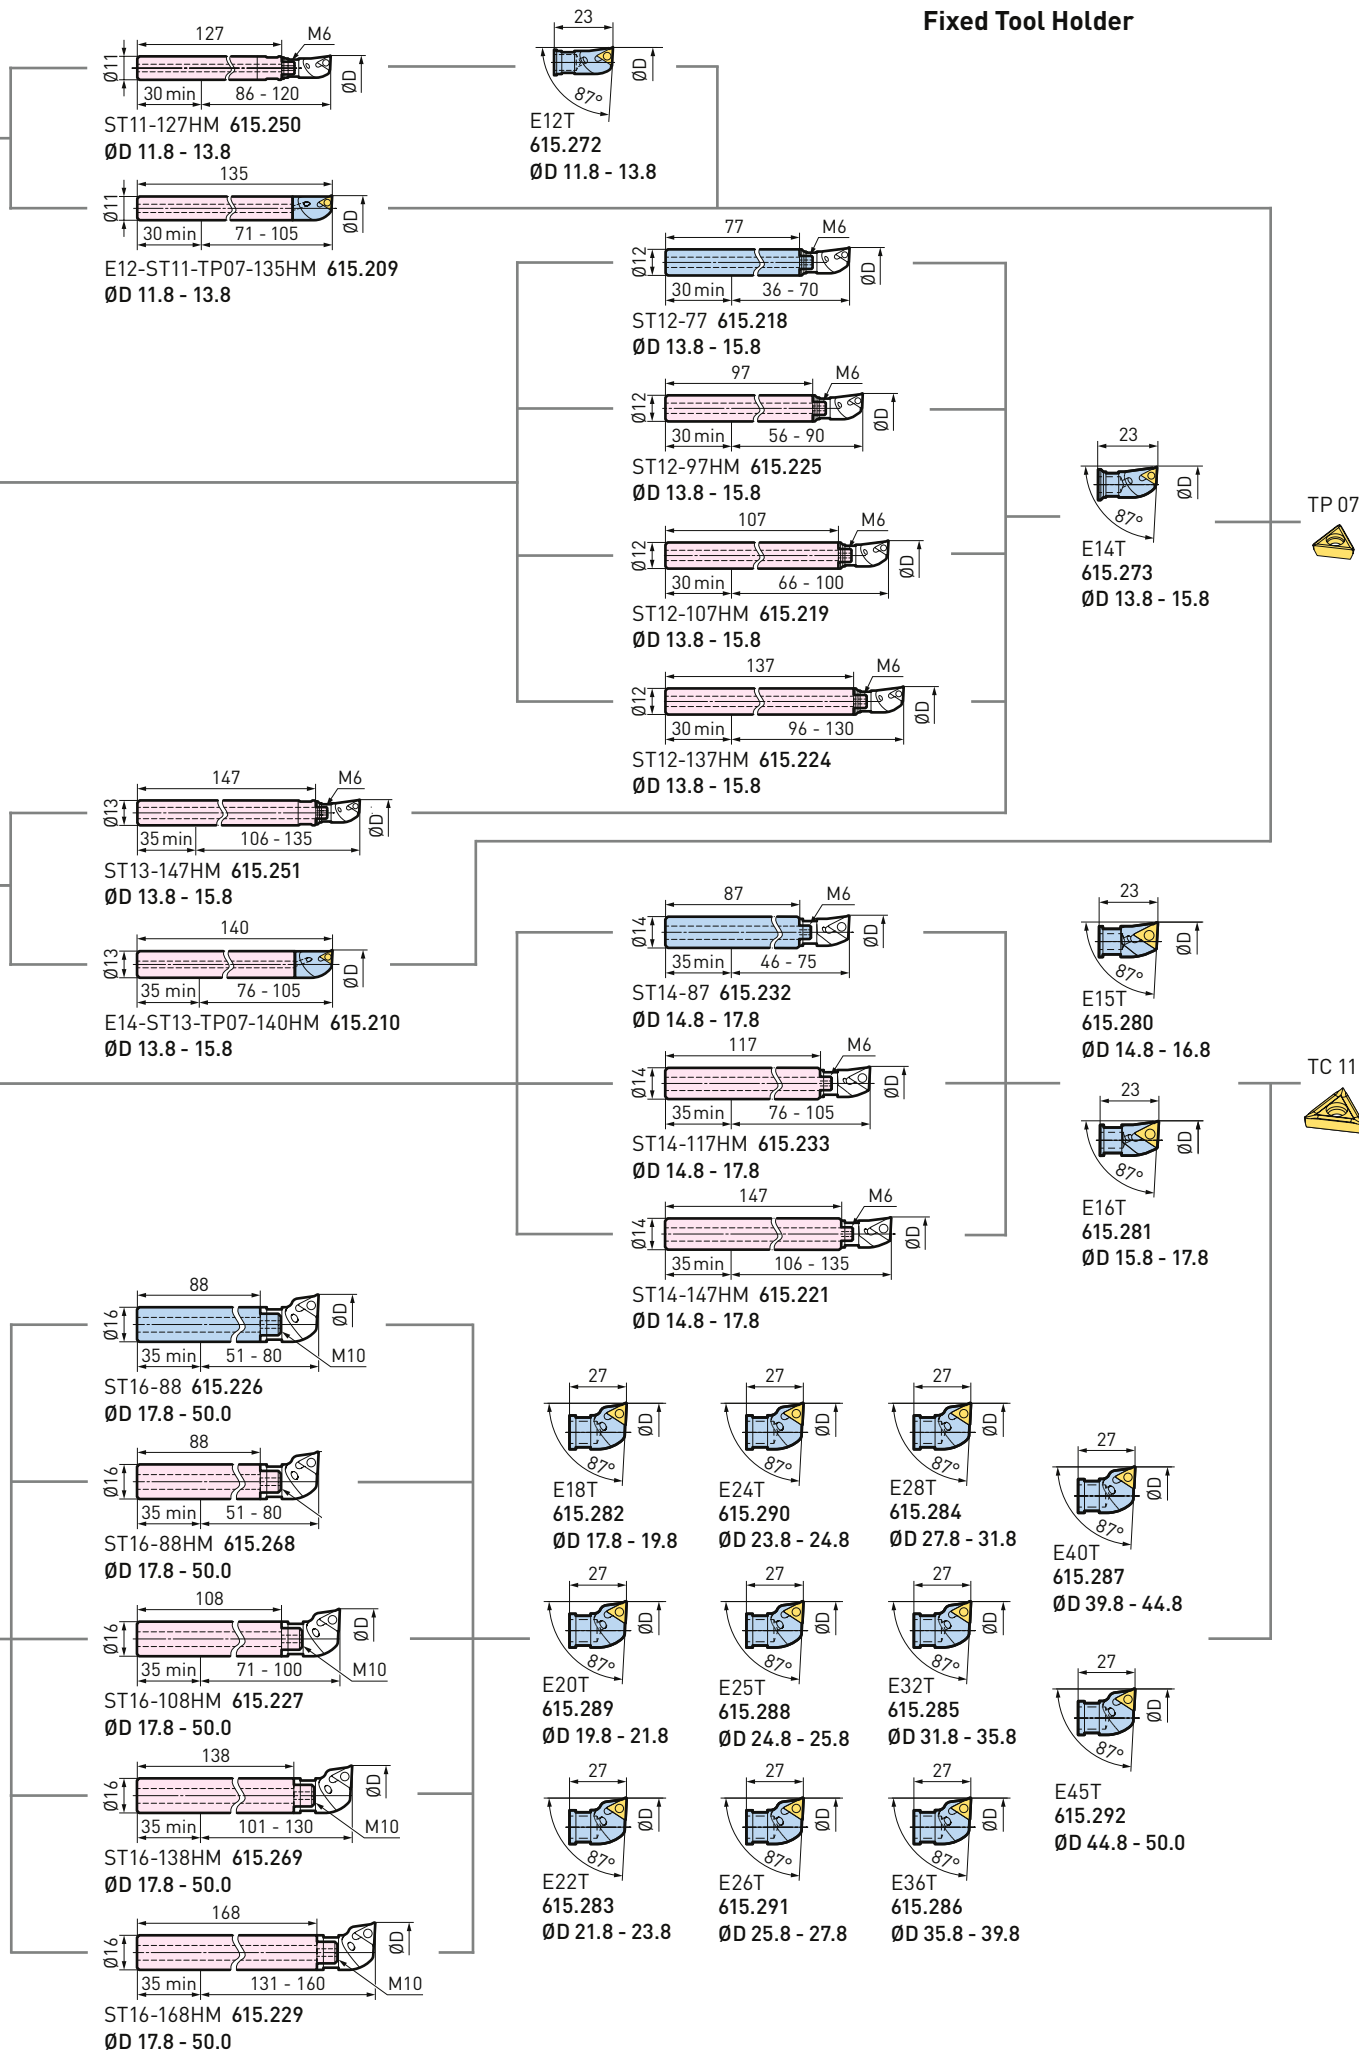 Fixed Tool Holder
127
M6
Ø11
ØD
30 min
86 - 120
ST11-127HM 615.250
ØD 11.8 - 13.8
23
ØD
87°
E12T
615.272
ØD 11.8 - 13.8
135
Ø11
ØD
30 min
71 - 105
E12-ST11-TP07-135HM 615.209
ØD 11.8 - 13.8
77
M6
Ø12
ØD
30 min
36 - 70
ST12-77 615.218
ØD 13.8 - 15.8
97
M6
Ø12
ØD
30 min
56 - 90
ST12-97HM 615.225
ØD 13.8 - 15.8
107
M6
Ø12
ØD
30 min
66 - 100
ST12-107HM 615.219
ØD 13.8 - 15.8
137
M6
Ø12
ØD
30 min
96 - 130
ST12-137HM 615.224
ØD 13.8 - 15.8
23
ØD
87°
E14T
615.273
ØD 13.8 - 15.8
TP 07
147
M6
Ø13
ØD
35 min
106 - 135
ST13-147HM 615.251
ØD 13.8 - 15.8
140
Ø13
ØD
35 min
76 - 105
E14-ST13-TP07-140HM 615.210
ØD 13.8 - 15.8
87
M6
Ø14
ØD
35 min
46 - 75
ST14-87 615.232
ØD 14.8 - 17.8
117
M6
Ø14
ØD
35 min
76 - 105
ST14-117HM 615.233
ØD 14.8 - 17.8
147
M6
Ø14
ØD
35 min
106 - 135
ST14-147HM 615.221
ØD 14.8 - 17.8
23
ØD
87°
E15T
615.280
ØD 14.8 - 16.8
23
ØD
87°
E16T
615.281
ØD 15.8 - 17.8
TC 11
88
Ø16
ØD
35 min
51 - 80
M10
ST16-88 615.226
ØD 17.8 - 50.0
88
Ø16
35 min
51 - 80
ST16-88HM 615.268
ØD 17.8 - 50.0
108
Ø16
ØD
35 min
71 - 100
M10
ST16-108HM 615.227
ØD 17.8 - 50.0
138
Ø16
ØD
35 min
101 - 130
M10
ST16-138HM 615.269
ØD 17.8 - 50.0
168
Ø16
ØD
35 min
131 - 160
M10
ST16-168HM 615.229
ØD 17.8 - 50.0
27
ØD
87°
E18T
615.282
ØD 17.8 - 19.8
27
ØD
87°
E24T
615.290
ØD 23.8 - 24.8
27
ØD
87°
E28T
615.284
ØD 27.8 - 31.8
27
ØD
87°
E40T
615.287
ØD 39.8 - 44.8
27
ØD
87°
E20T
615.289
ØD 19.8 - 21.8
27
ØD
87°
E25T
615.288
ØD 24.8 - 25.8
27
ØD
87°
E32T
615.285
ØD 31.8 - 35.8
27
ØD
87°
E45T
615.292
ØD 44.8 - 50.0
27
ØD
87°
E22T
615.283
ØD 21.8 - 23.8
27
ØD
87°
E26T
615.291
ØD 25.8 - 27.8
27
ØD
87°
E36T
615.286
ØD 35.8 - 39.8